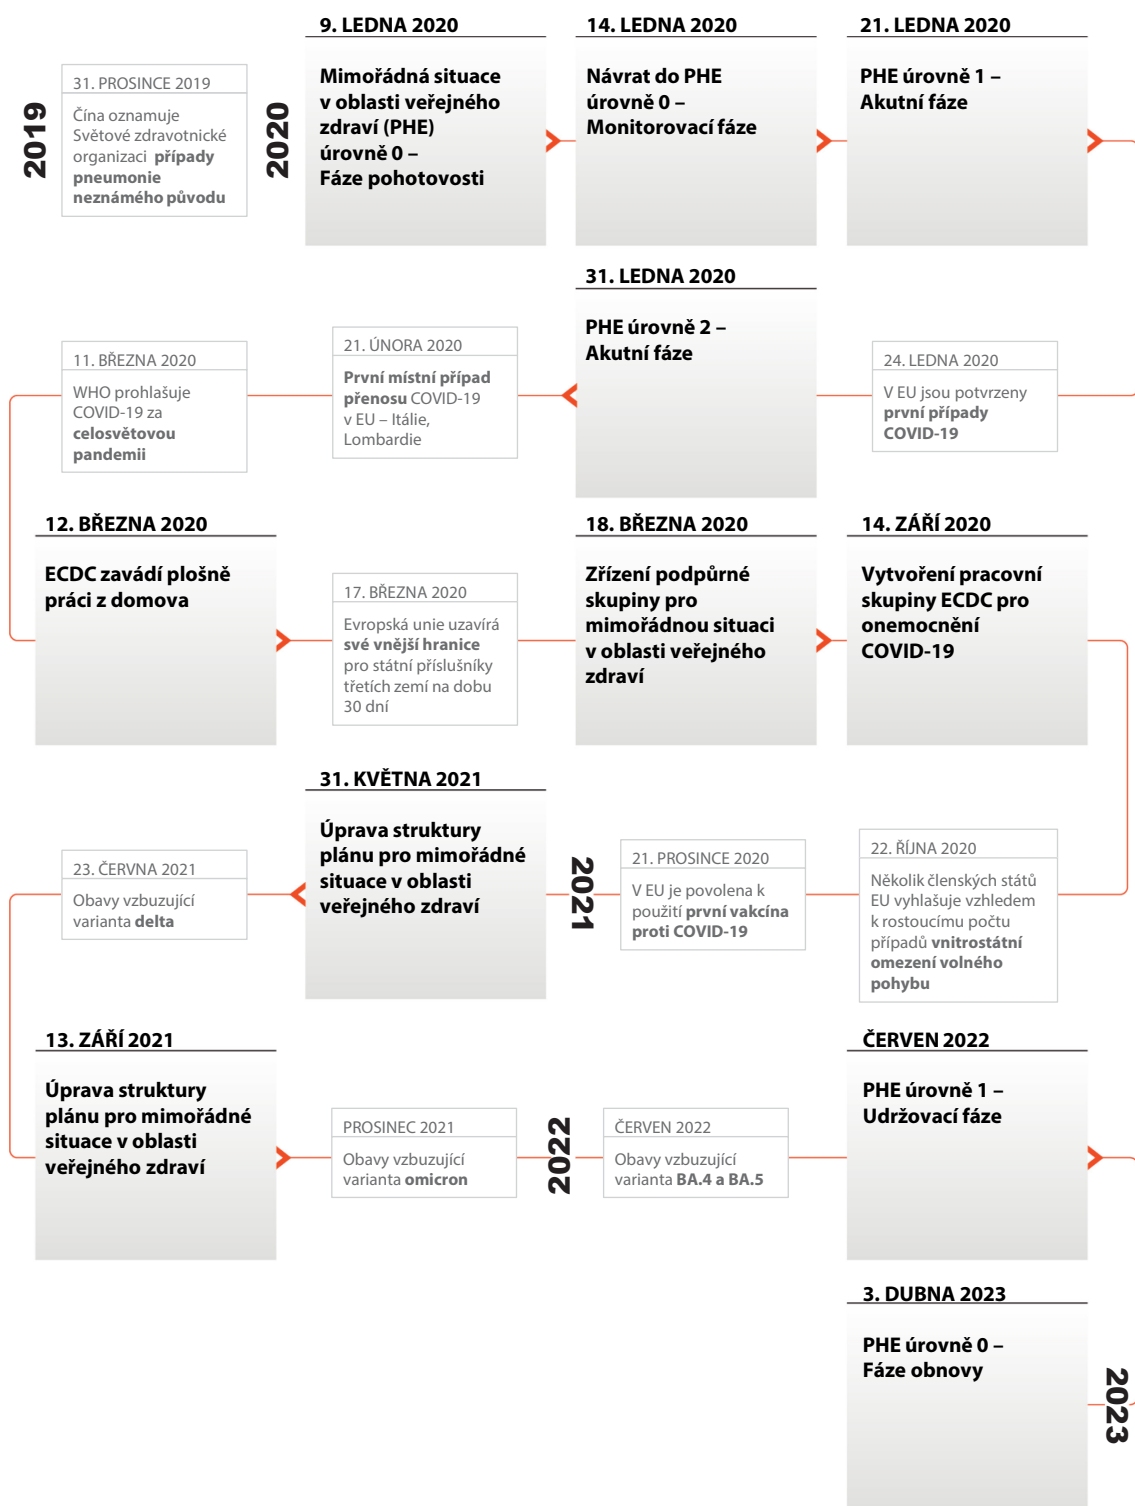 2019
31. PROSINCE 2019
Čína oznamuje
Světové zdravotnické
organizaci případy
pneumonie
neznámého původu
2020
9. LEDNA 2020
Mimořádná situace
v oblasti veřejného
zdraví (PHE)
úrovně 0 –
Fáze pohotovosti
14. LEDNA 2020
Návrat do PHE
úrovně 0 –
Monitorovací fáze
21. LEDNA 2020
PHE úrovně 1 –
Akutní fáze
24. LEDNA 2020
V EU jsou potvrzeny
první případy
COVID-19
31. LEDNA 2020
PHE úrovně 2 –
Akutní fáze
21. ÚNORA 2020
První místní případ
přenosu COVID-19
v EU – Itálie,
Lombardie
11. BŘEZNA 2020
WHO prohlašuje
COVID-19 za
celosvětovou
pandemii
12. BŘEZNA 2020
ECDC zavádí plošně
práci z domova
17. BŘEZNA 2020
Evropská unie uzavírá
své vnější hranice
pro státní příslušníky
třetích zemí na dobu
30 dní
18. BŘEZNA 2020
Zřízení podpůrné
skupiny pro
mimořádnou situaci
v oblasti veřejného
zdraví
14. ZÁŘÍ 2020
Vytvoření pracovní
skupiny ECDC pro
onemocnění
COVID-19
22. ŘÍJNA 2020
Několik členských států
EU vyhlašuje vzhledem
k rostoucímu počtu
případů vnitrostátní
omezení volného
pohybu
21. PROSINCE 2020
V EU je povolena k
použití první vakcína
proti COVID-19
2021
31. KVĚTNA 2021
Úprava struktury
plánu pro mimořádné
situace v oblasti
veřejného zdraví
23. ČERVNA 2021
Obavy vzbuzující
varianta delta
13. ZÁŘÍ 2021
Úprava struktury
plánu pro mimořádné
situace v oblasti
veřejného zdraví
PROSINEC 2021
Obavy vzbuzující
varianta omicron
2022
ČERVEN 2022
Obavy vzbuzující
varianta BA.4 a BA.5
ČERVEN 2022
PHE úrovně 1 –
Udržovací fáze
2023
3. DUBNA 2023
PHE úrovně 0 –
Fáze obnovy